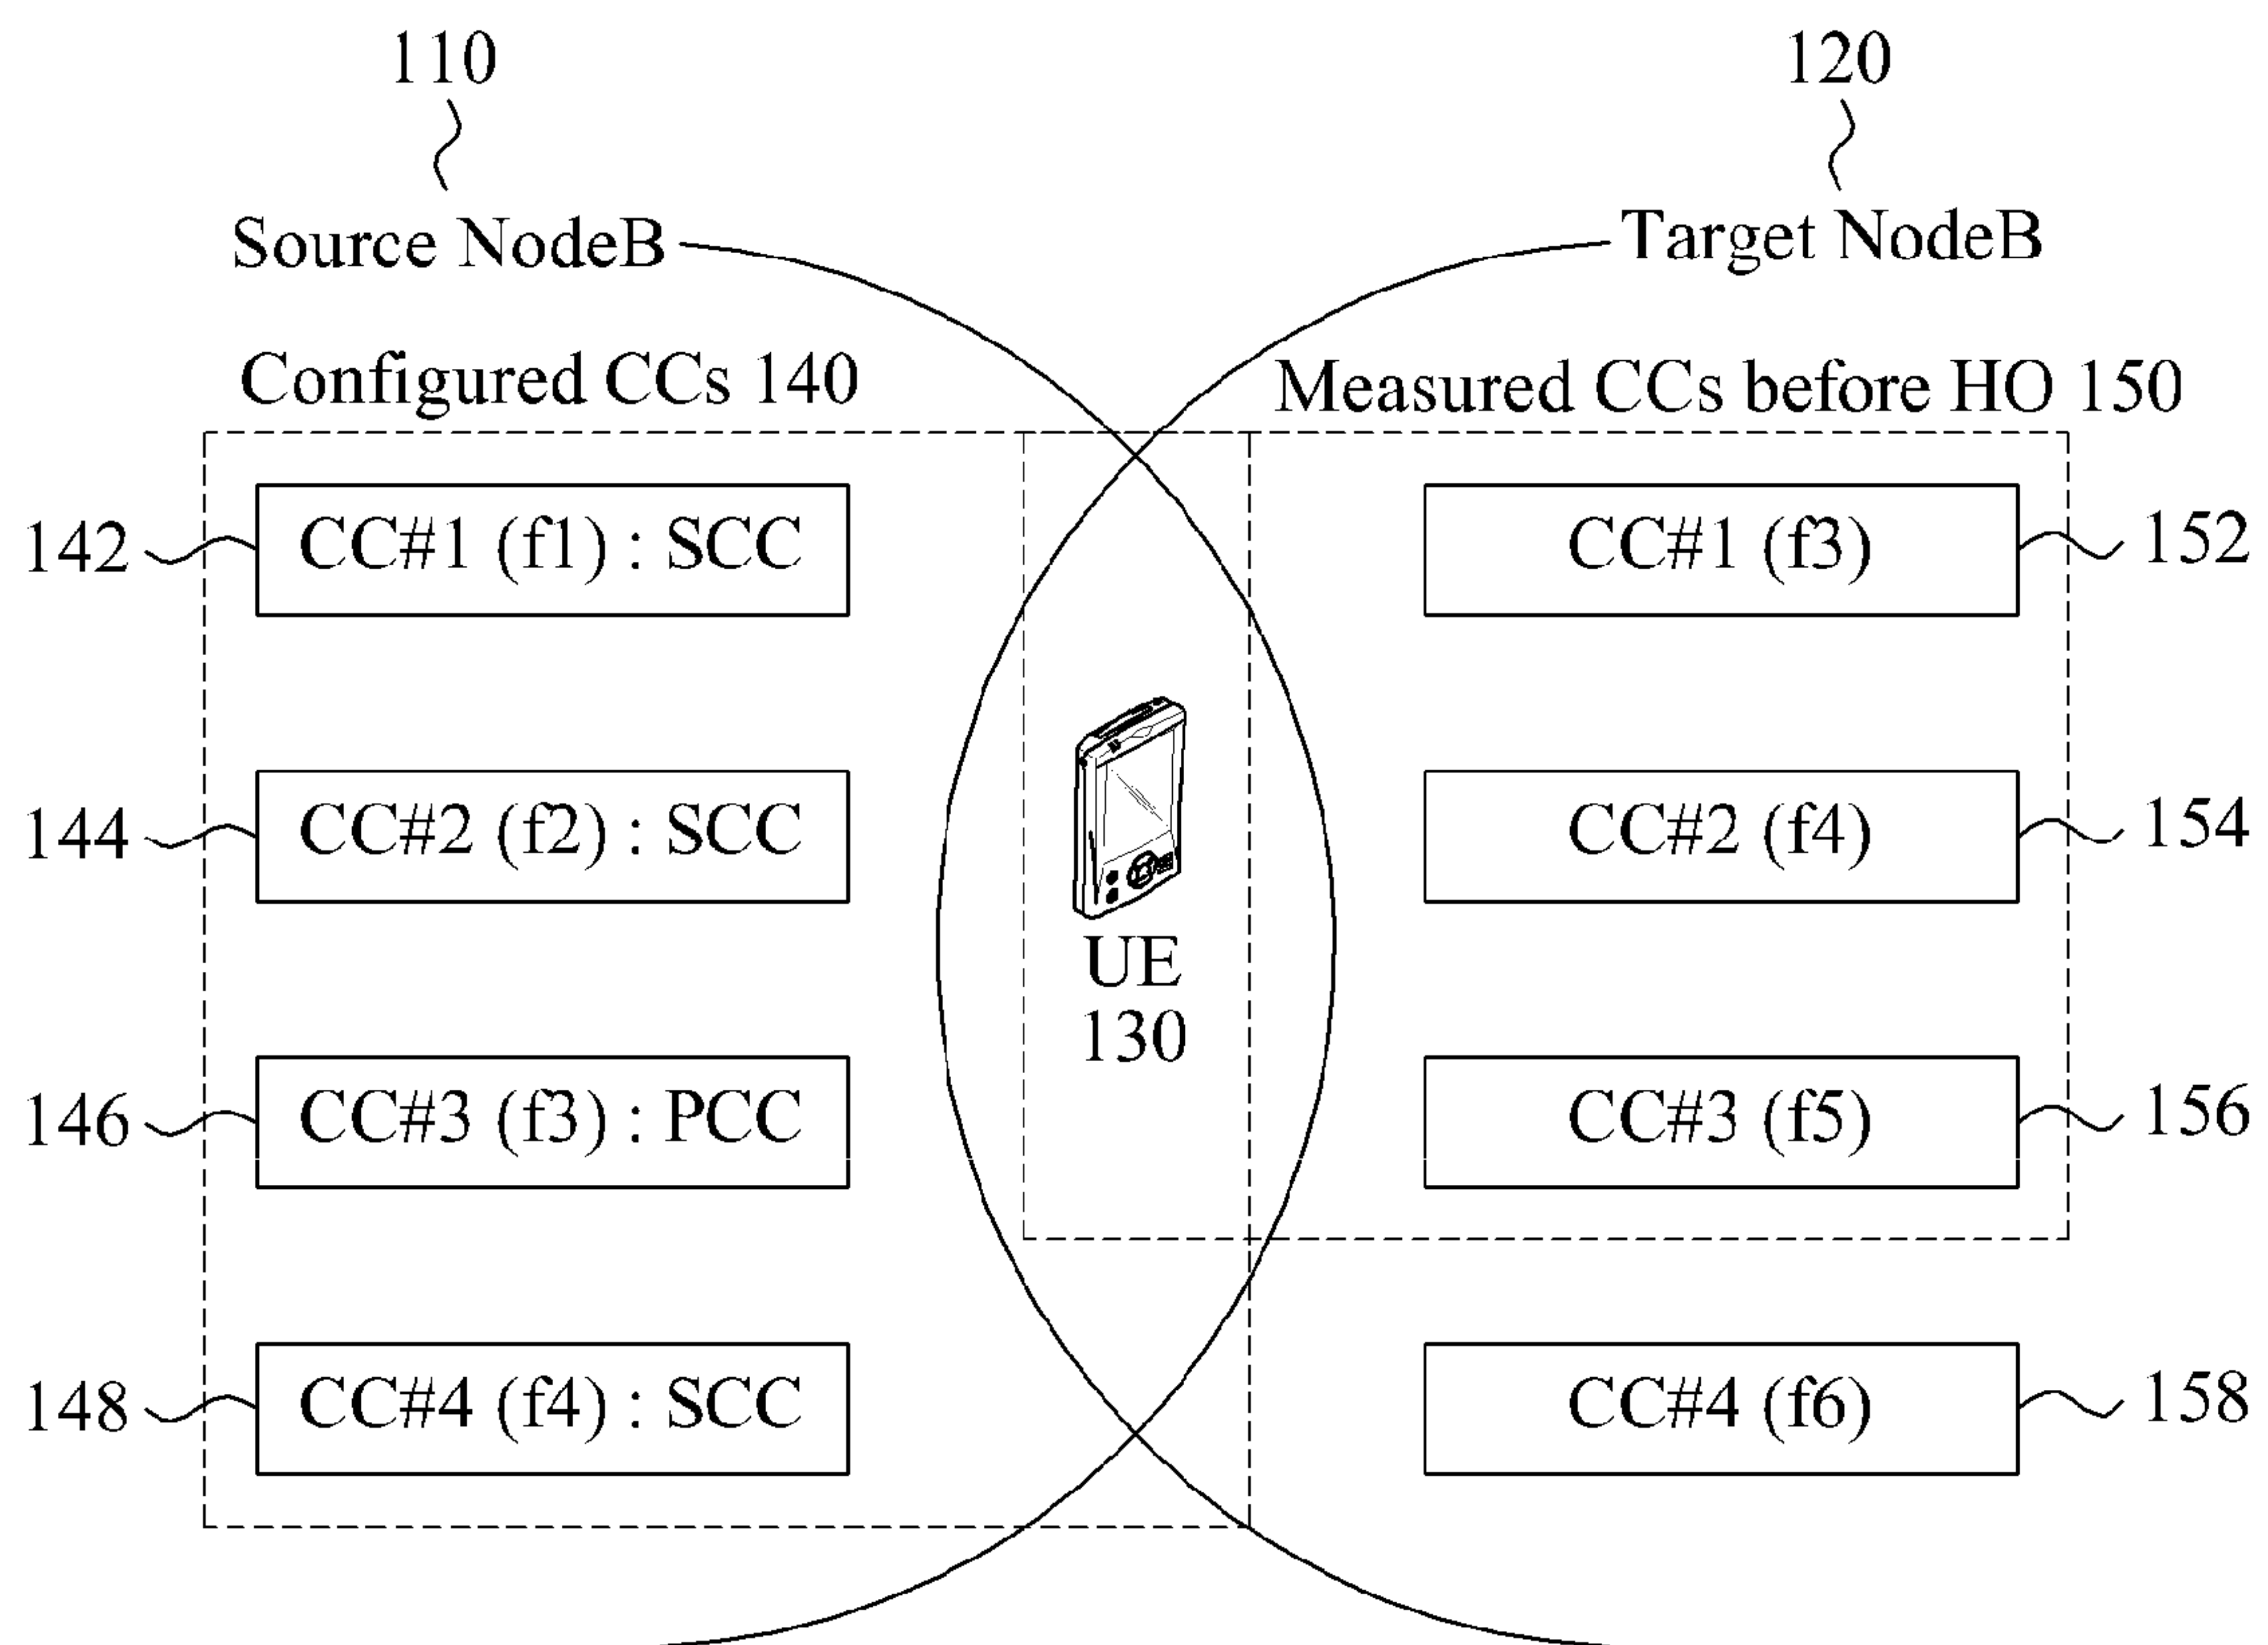 110
120
Source NodeB
Target NodeB
Configured CCs 140
Measured CCs before HO 150
142
CC#1 (f1) : SCC
CC#1 (f3)
152
144
CC#2 (f2) : SCC
CC#2 (f4)
154
UE
130
146
CC#3 (f3) : PCC
CC#3 (f5)
156
148
CC#4 (f4) : SCC
CC#4 (f6)
158